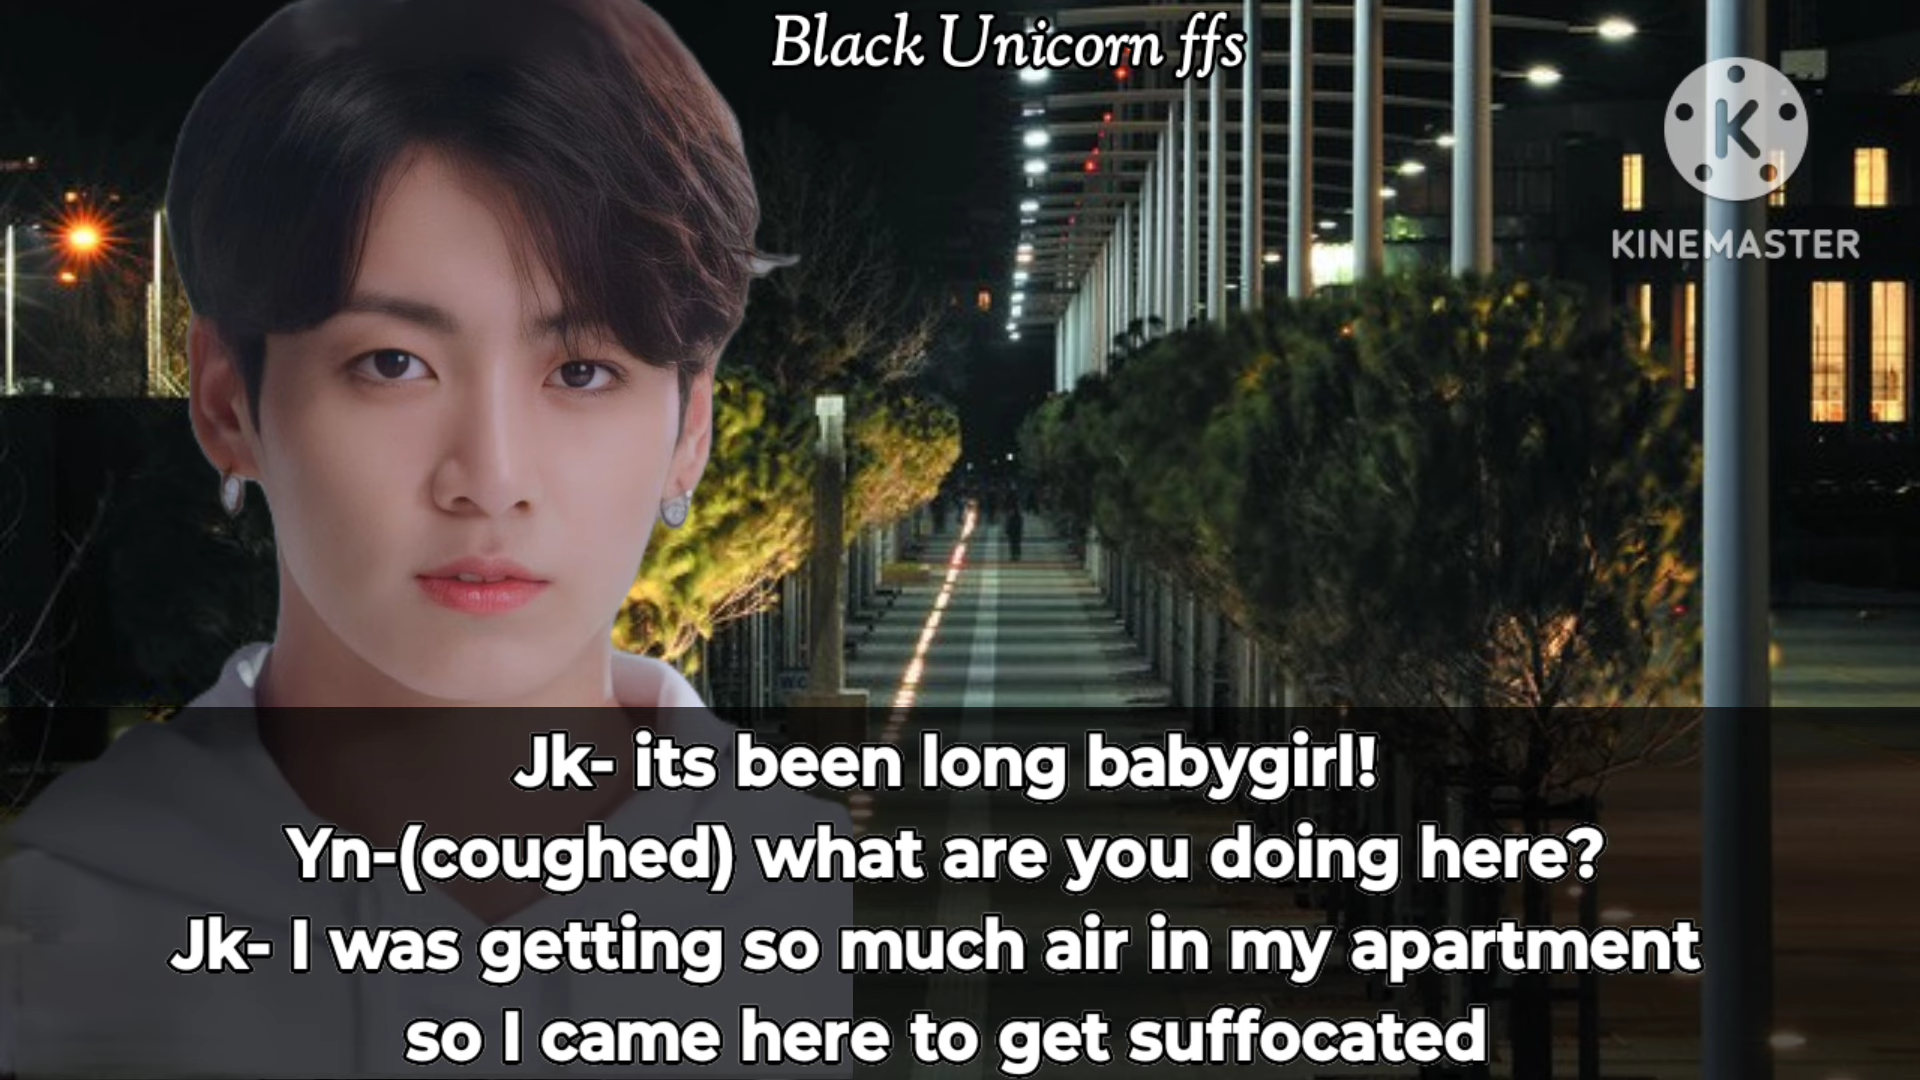 Black Unicorn ffs
K
KINEMASTER
Jk- its been long babygirl!
Yn-(coughed) what are you doing here?
Jk- I was getting so much air in my apartment
so I came here to get suffocated